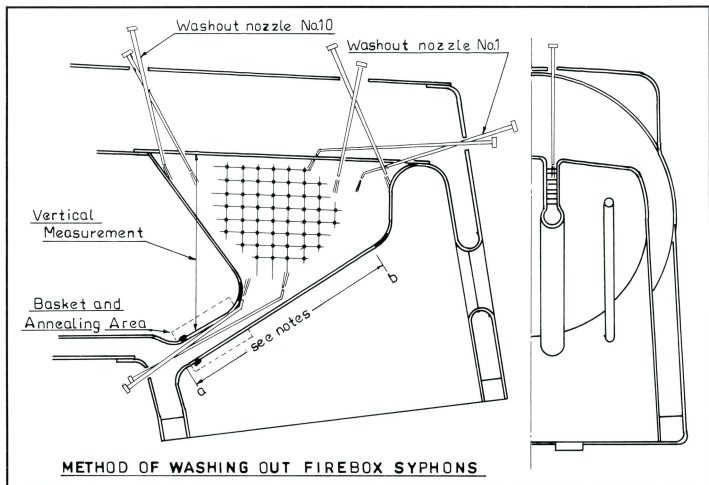 Washout nozzle No.10
Washout nozzle No.1
Vertical
Measurement
Basket and
Annealing Area
see notes
a
b
METHOD OF WASHING OUT FIREBOX SYPHONS